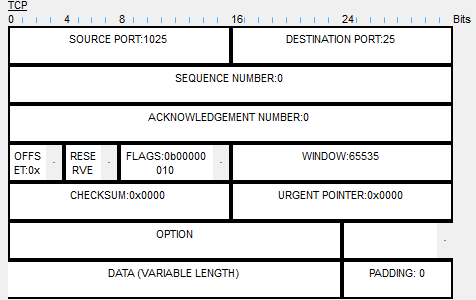 TCP
0 4 8 16 24 Bits
SOURCE PORT:1025 DESTINATION PORT:25
SEQUENCE NUMBER:0
ACKNOWLEDGEMENT NUMBER:0
OFFS RESE FLAGS:0b00000 WINDOW:65535
ET:0x RVE 010
CHECKSUM:0x0000 URGENT POINTER:0x0000
OPTION
DATA (VARIABLE LENGTH) PADDING: 0